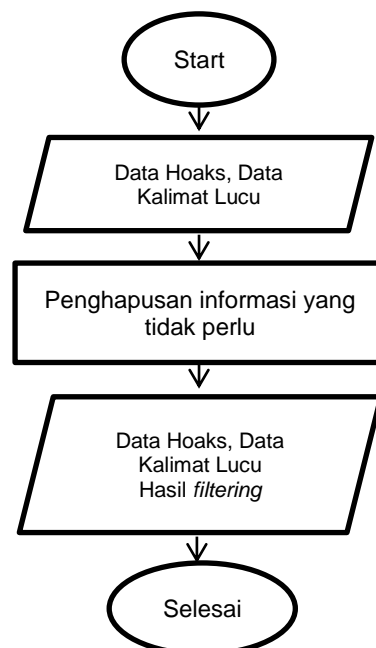 Start
Data Hoaks, Data
Kalimat Lucu
Penghapusan informasi yang
tidak perlu
Data Hoaks, Data
Kalimat Lucu
Hasil filtering
Selesai